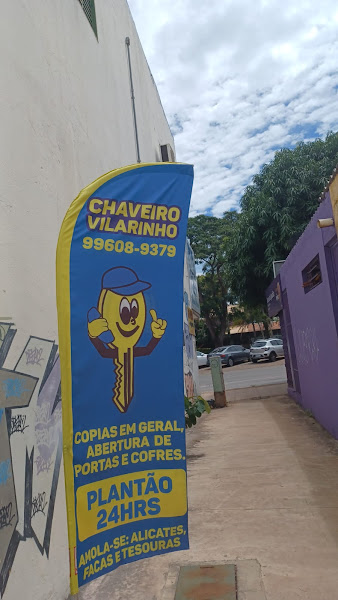 CHAVEIRO
VILARINHO
99608-9379
COPIAS EM GERAL,
ABERTURA DE
PORTAS E COFRES.
PLANTÃO
24HRS
AMOLA-SE: ALICATES,
FACAS E TESOURAS